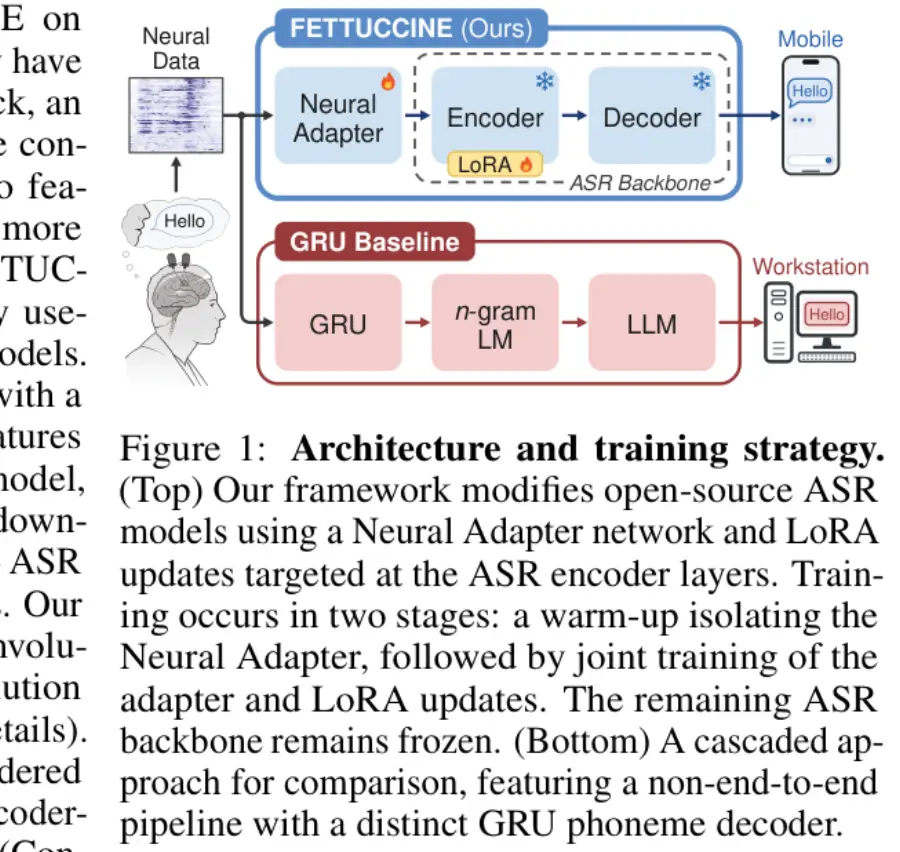 E on
y have
ck, an
e con-
o fea-
more
TUC-
y use-
odels.
with a
atures
nodel,
down-
ASR
s. Our
nvolu-
ution
etails).
dered
coder-
(Con-
Neural
Data
FETTUCCINE (Ours)
Neural
Adapter
Encoder
LoRA
Decoder
ASR Backbone
Mobile
Hello
Hello
GRU Baseline
GRU
n-gram
LM
LLM
Workstation
Hello
Figure 1: Architecture and training strategy.
(Top) Our framework modifies open-source ASR
models using a Neural Adapter network and LoRA
updates targeted at the ASR encoder layers. Train-
ing occurs in two stages: a warm-up isolating the
Neural Adapter, followed by joint training of the
adapter and LoRA updates. The remaining ASR
backbone remains frozen. (Bottom) A cascaded ap-
proach for comparison, featuring a non-end-to-end
pipeline with a distinct GRU phoneme decoder.